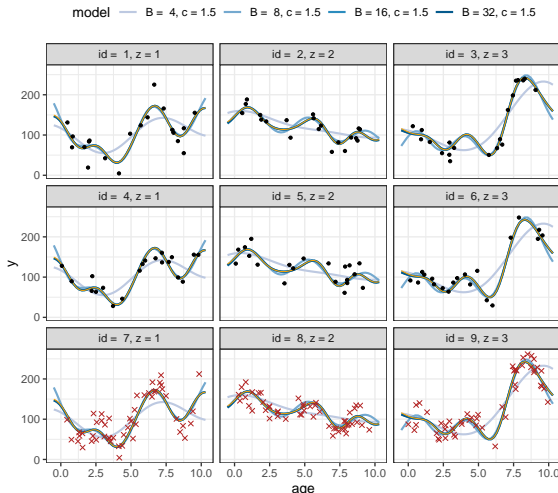 model B = 4, c = 1.5 B = 8, c = 1.5 B = 16, c = 1.5 B = 32, c = 1.5
id = 1, z = 1 id = 2, z = 2 id = 3, z = 3
200
100
0
id = 4, z = 1 id = 5, z = 2 id = 6, z = 3
200
100
0
y
id = 7, z = 1 id = 8, z = 2 id = 9, z = 3
200
100
0
0.0 2.5 5.0 7.5 10.0 0.0 2.5 5.0 7.5 10.0 0.0 2.5 5.0 7.5 10.0
age